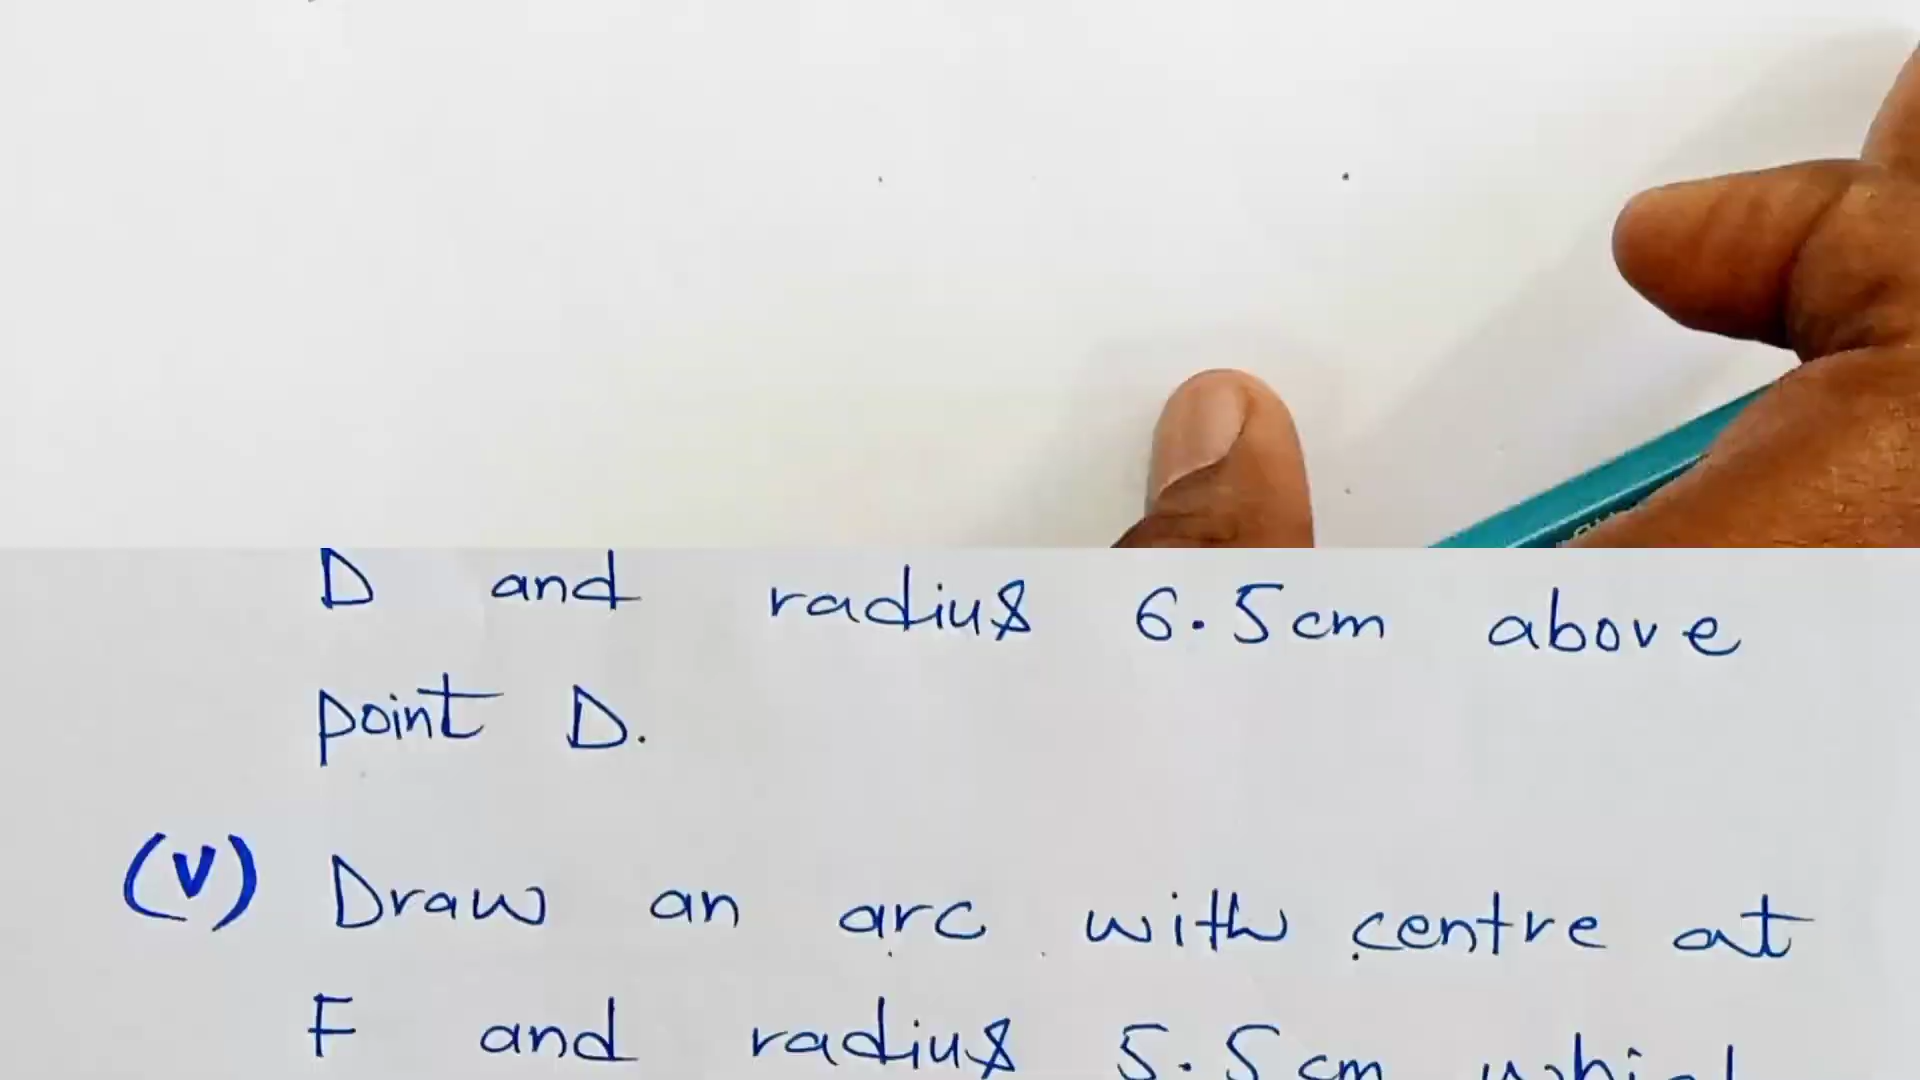 D and radius 6.5cm above
point D.
(V) Draw an arc with centre at
F and radius 5.5cm